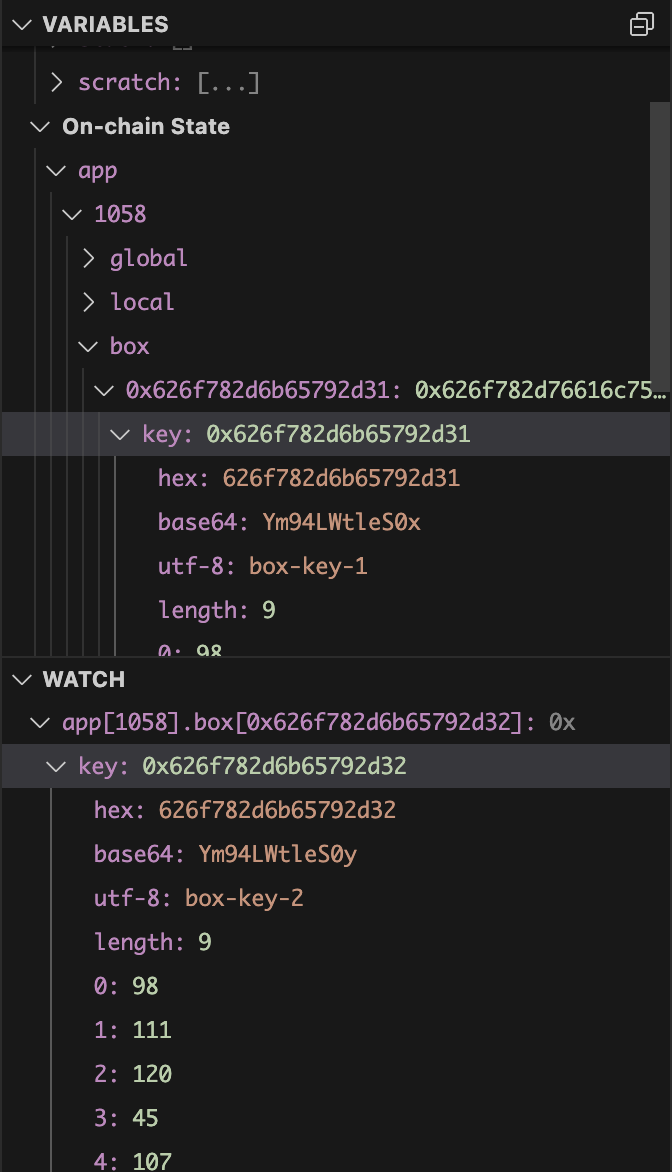 VARIABLES
scratch: [...]
On-chain State
app
1058
global
local
box
0x626f782d6b65792d31: 0x626f782d76616c75…
key: 0x626f782d6b65792d31
hex: 626f782d6b65792d31
base64: Ym94LWtleS0x
utf-8: box-key-1
length: 9
0: 98
WATCH
app[1058].box[0x626f782d6b65792d32]: 0x
key: 0x626f782d6b65792d32
hex: 626f782d6b65792d32
base64: Ym94LWtleS0y
utf-8: box-key-2
length: 9
0: 98
1: 111
2: 120
3: 45
4: 107